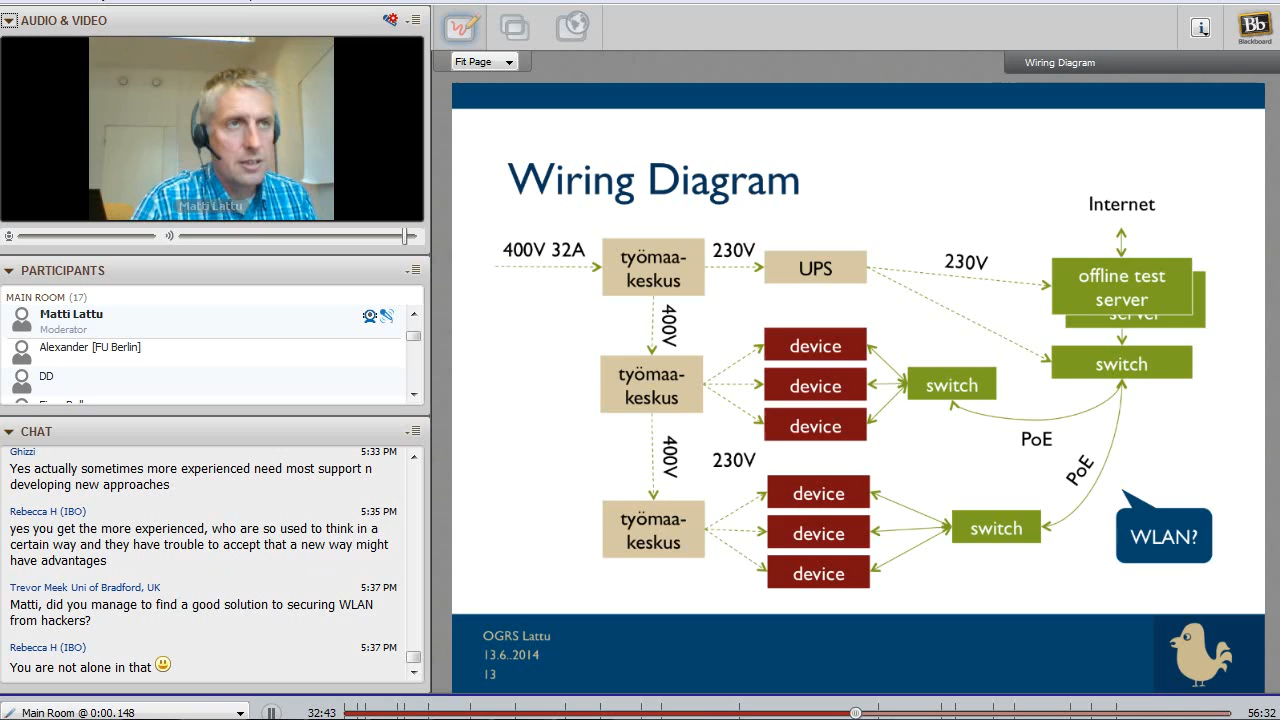 AUDIO & VIDEO
Matti Lattu
PARTICIPANTS
MAIN ROOM (17)
Matti Lattu
Moderator
Alexander [FU Berlin]
DD
CHAT
Ghizzi
5:33 PM
Yes actually sometimes more experienced need most support n
developing new approaches
Rebecca H (IBO)
5:35 PM
yes you get the more experienced, who are so used to think in a
certain way and they have trouble to accept that a new way might
have avantages
Trevor Meek Uni of Bradford, UK
5:37 PM
Matti, did you manage to find a good solution to securing WLAN
from hackers?
Rebecca H (IBO)
5:37 PM
You are not alone in that
Main Room @ 0:00.148
32:43
56:32
Bb
Blackboard
Fit Page
Wiring Diagram
Wiring Diagram
Internet
400V 32A
työmaa-
keskus
230V
UPS
230V
offline test
server
server
400V
device
device
device
switch
switch
työmaa-
keskus
PoE
PoE
400V
230V
device
device
device
switch
työmaa-
keskus
WLAN?
OGRS Lattu
13.6..2014
13